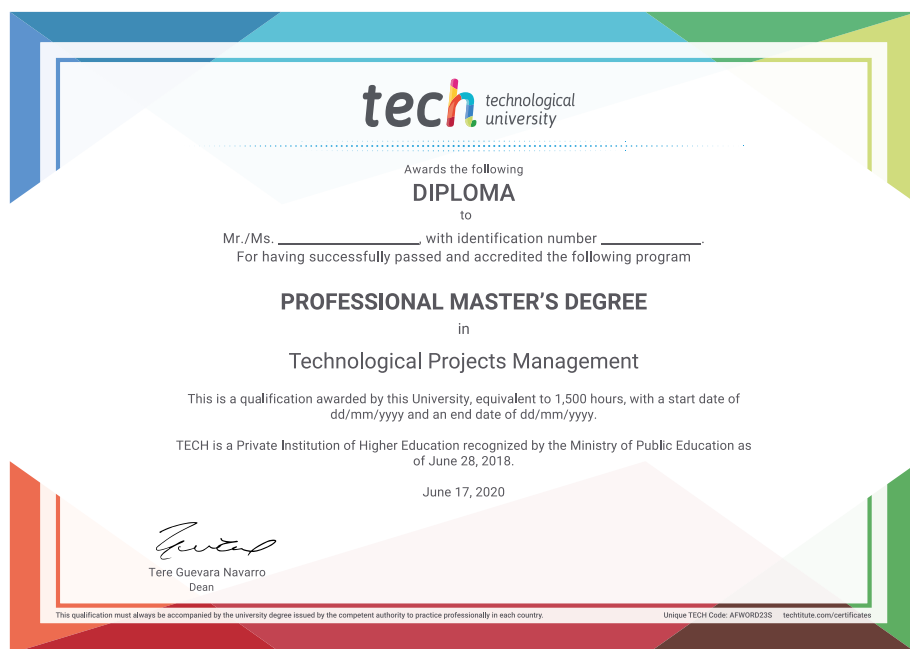 tech technological
university
Awards the following
DIPLOMA
to
Mr./Ms. ________________, with identification number ____________.
For having successfully passed and accredited the following program
PROFESSIONAL MASTER'S DEGREE
in
Technological Projects Management
This is a qualification awarded by this University, equivalent to 1,500 hours, with a start date of
dd/mm/yyyy and an end date of dd/mm/yyyy.
TECH is a Private Institution of Higher Education recognized by the Ministry of Public Education as
of June 28, 2018.
June 17, 2020
Tere Guevara Navarro
Dean
This qualification must always be accompanied by the university degree issued by the competent authority to practice professionally in each country. Unique TECH Code: AFWORD23S techtitute.com/certificates